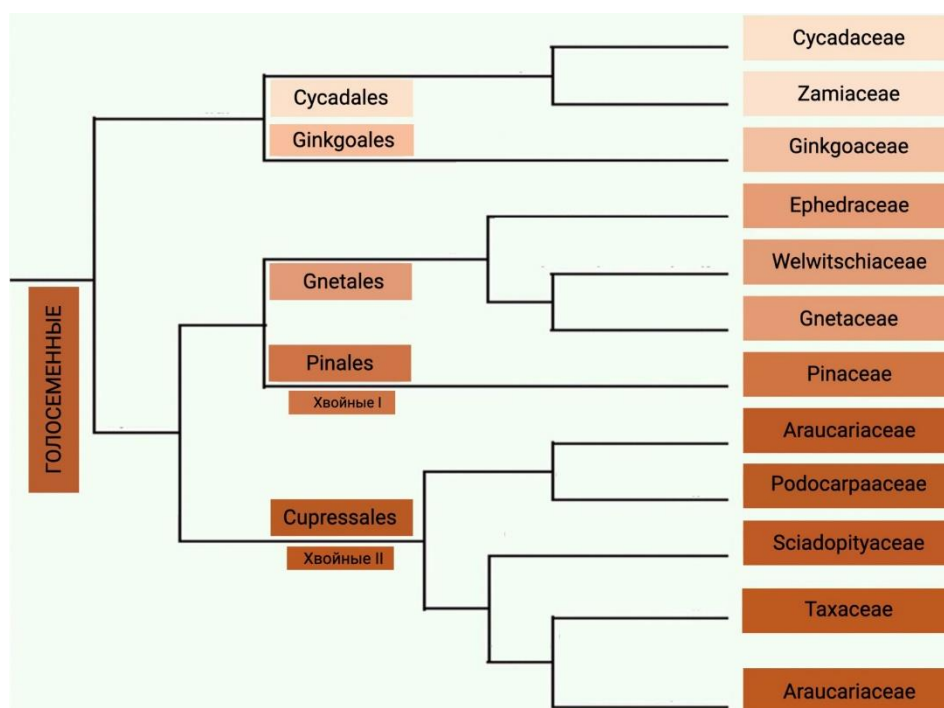 Cycadaceae
Cycadales
Zamiaceae
Ginkgoales
Ginkgoaceae
Ephedraceae
Welwitschiaceae
Gnetales
Gnetaceae
ГОЛОСЕМЕННЫЕ
Pinales
Pinaceae
Хвойные I
Araucariaceae
Podocarpaaceae
Cupressales
Sciadopityaceae
Хвойные II
Taxaceae
Araucariaceae